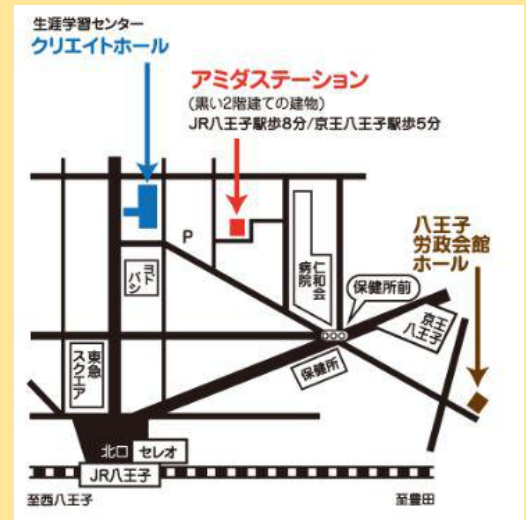 生涯学習センター
クリエイトホール
アミダステーション
(黒い2階建ての建物)
JR八王子駅歩8分/京王八王子駅歩5分
八王子
労政会館
ホール
P
ヨドバシ
仁和会
病院
保健所前
京王
八王子
東急
スクエア
保健所
北口
セレオ
JR八王子
至西八王子
至豊田